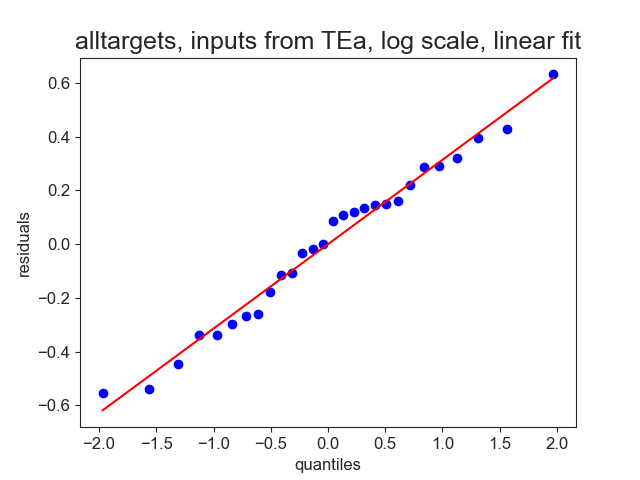 alltargets, inputs from TEa, log scale, linear fit
0.6
0.4
0.2
0.0
−0.2
−0.4
−0.6
residuals
−2.0 −1.5 −1.0 −0.5 0.0 0.5 1.0 1.5 2.0
quantiles